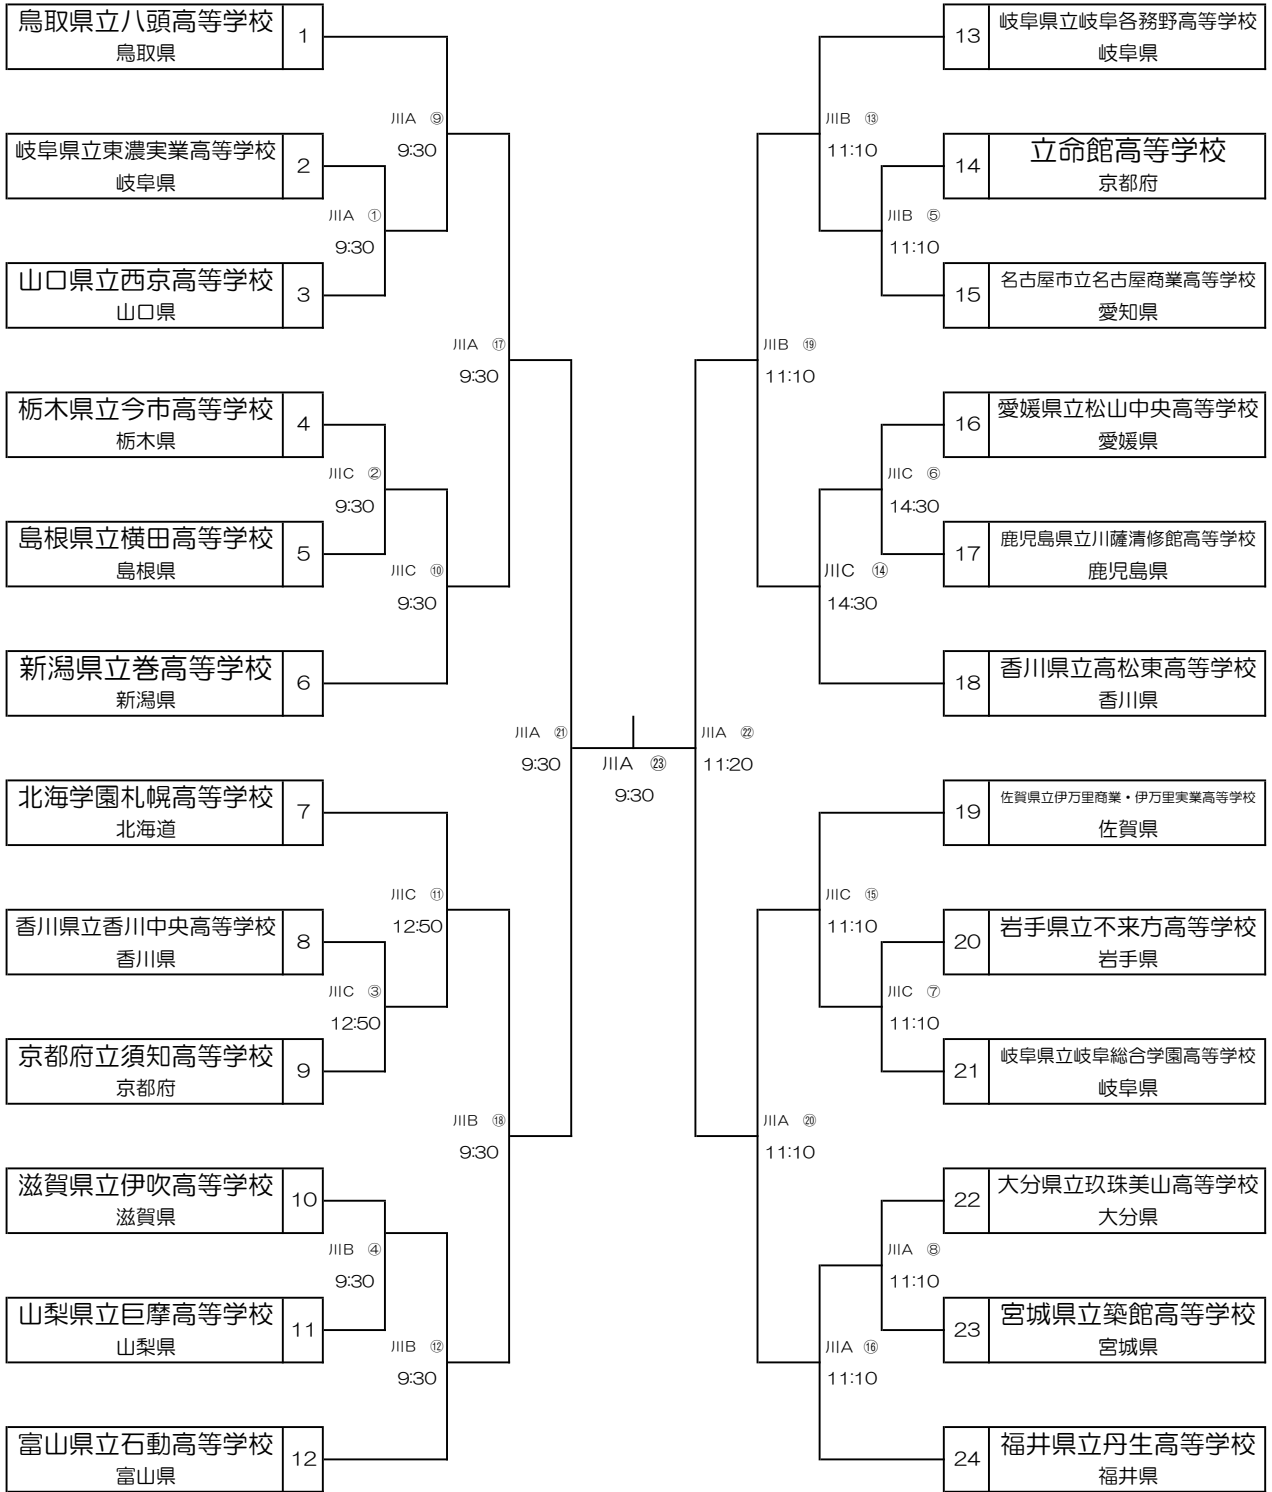 鳥取県立八頭高等学校
鳥取県
1
岐阜県立東濃実業高等学校
岐阜県
2
山口県立西京高等学校
山口県
3
栃木県立今市高等学校
栃木県
4
島根県立横田高等学校
島根県
5
新潟県立巻高等学校
新潟県
6
北海学園札幌高等学校
北海道
7
香川県立香川中央高等学校
香川県
8
京都府立須知高等学校
京都府
9
滋賀県立伊吹高等学校
滋賀県
10
山梨県立巨摩高等学校
山梨県
11
富山県立石動高等学校
富山県
12
川A ①
9:30
川C ②
9:30
川C ③
12:50
川B ④
9:30
川A ⑨
9:30
川C ⑩
9:30
川C ⑪
12:50
川B ⑫
9:30
川A ⑰
9:30
川B ⑱
9:30
川A ㉑
9:30
川A ㉓
9:30
川A ㉒
11:20
川B ⑲
11:10
川A ⑳
11:10
川B ⑬
11:10
川C ⑭
14:30
川C ⑮
11:10
川A ⑯
11:10
川B ⑤
11:10
川C ⑥
14:30
川C ⑦
11:10
川A ⑧
11:10
13
岐阜県立岐阜各務野高等学校
岐阜県
14
立命館高等学校
京都府
15
名古屋市立名古屋商業高等学校
愛知県
16
愛媛県立松山中央高等学校
愛媛県
17
鹿児島県立川薩清修館高等学校
鹿児島県
18
香川県立高松東高等学校
香川県
19
佐賀県立伊万里商業・伊万里実業高等学校
佐賀県
20
岩手県立不来方高等学校
岩手県
21
岐阜県立岐阜総合学園高等学校
岐阜県
22
大分県立玖珠美山高等学校
大分県
23
宮城県立築館高等学校
宮城県
24
福井県立丹生高等学校
福井県